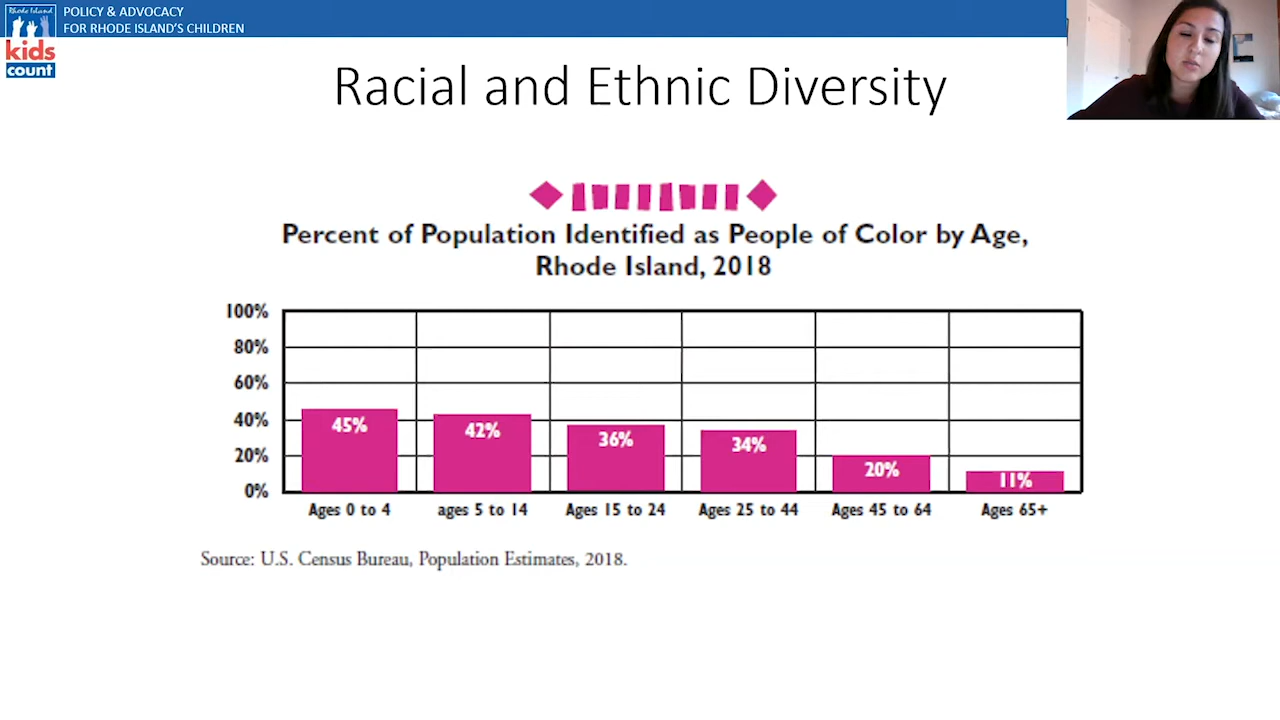 Rhode Island
kids
count
POLICY & ADVOCACY
FOR RHODE ISLAND'S CHILDREN
Racial and Ethnic Diversity
Percent of Population Identified as People of Color by Age,
Rhode Island, 2018
100%
80%
60%
40%
20%
0%
45%
42%
36%
34%
20%
11%
Ages 0 to 4
ages 5 to 14
Ages 15 to 24
Ages 25 to 44
Ages 45 to 64
Ages 65+
Source: U.S. Census Bureau, Population Estimates, 2018.